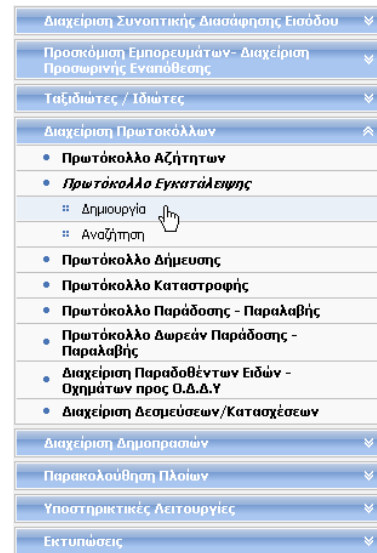 Διαχείριση Συνοπτικής Διασάφησης Εισόδου
Προσκόμιση Εμπορευμάτων- Διαχείριση
Προσωρινής Εναπόθεσης
Ταξιδιώτες / Ιδιώτες
Διαχείριση Πρωτοκόλλων
Πρωτόκολλο Αζήτητων
Πρωτόκολλο Εγκατάλειψης
Δημιουργία
Αναζήτηση
Πρωτόκολλο Δήμευσης
Πρωτόκολλο Καταστροφής
Πρωτόκολλο Παράδοσης - Παραλαβής
Πρωτόκολλο Δωρεάν Παράδοσης -
Παραλαβής
Διαχείριση Παραδοθέντων Ειδών -
Οχημάτων προς Ο.Δ.Δ.Υ
Διαχείριση Δεσμεύσεων/Κατασχέσεων
Διαχείριση Δημοπρασιών
Παρακολούθηση Πλοίων
Υποστηρικτικές Λειτουργίες
Εκτυπώσεις